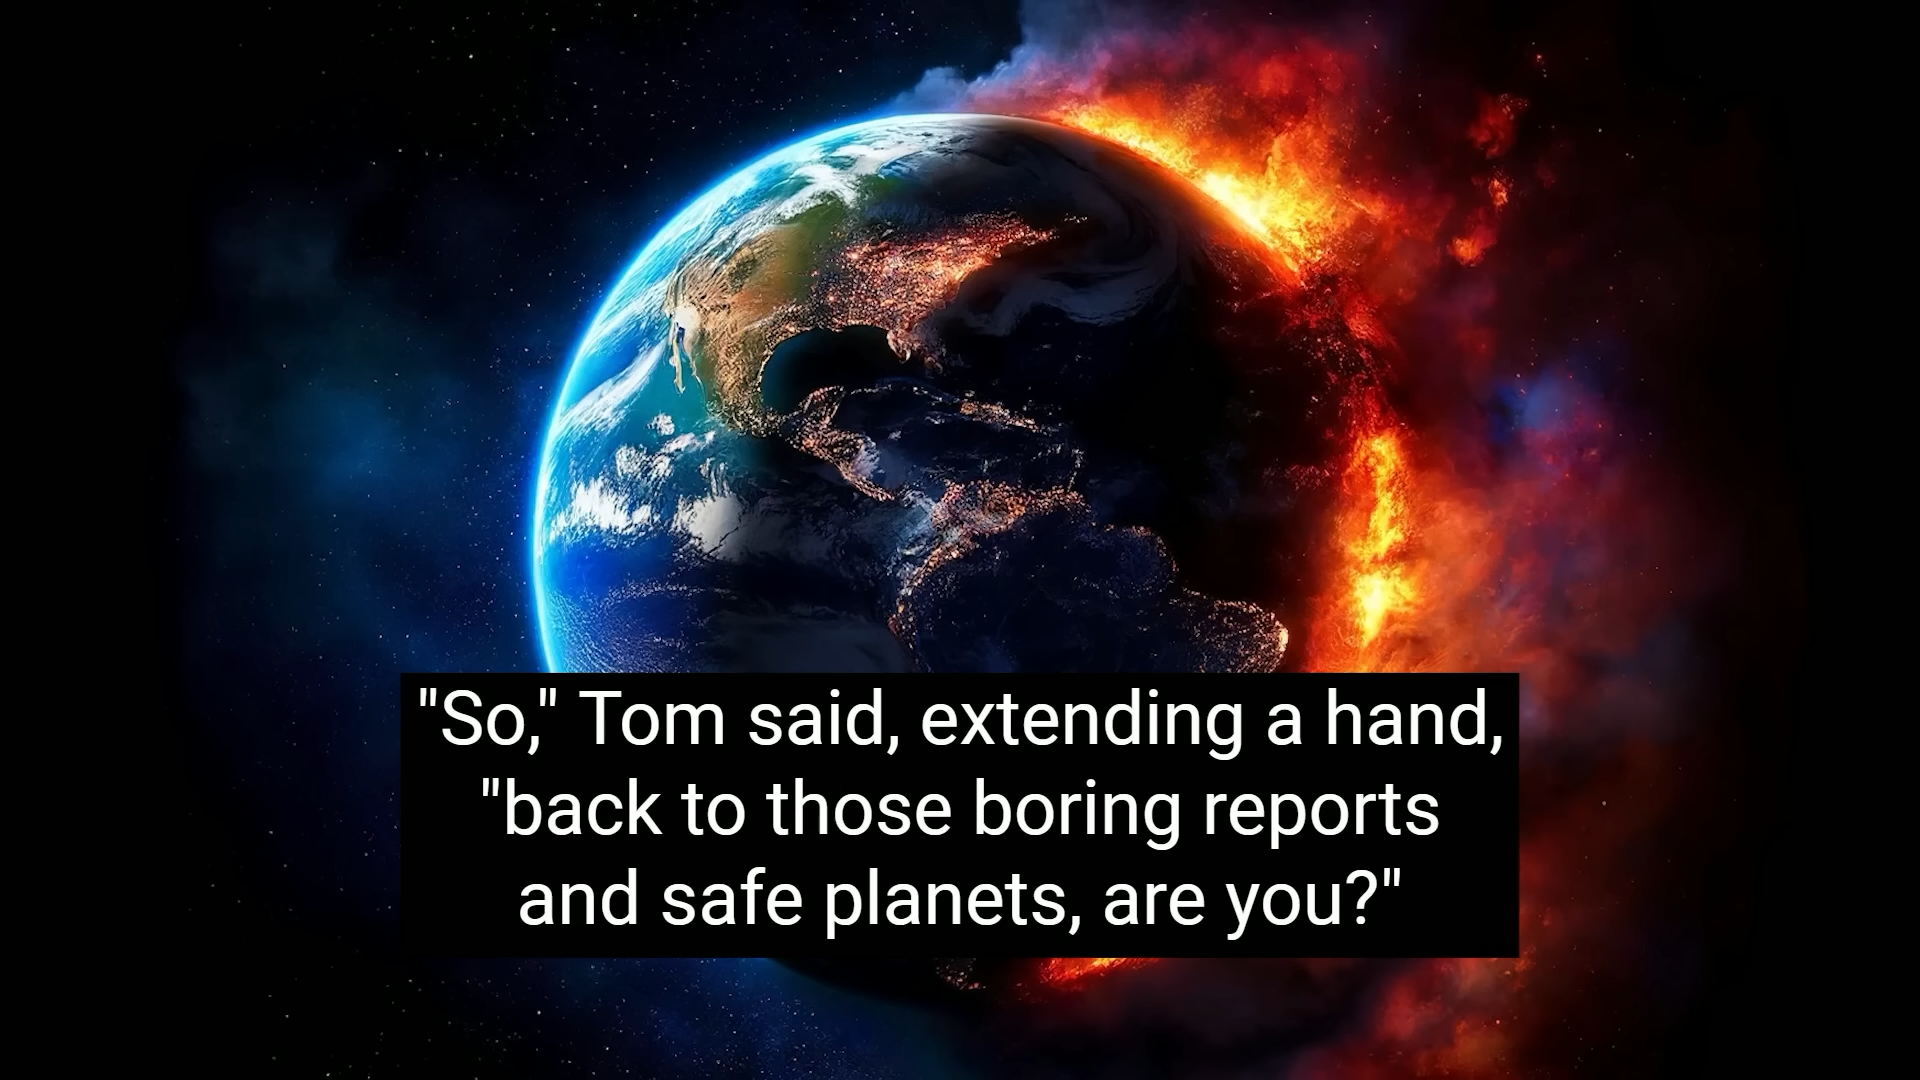 "So," Tom said, extending a hand,
"back to those boring reports
and safe planets, are you?"